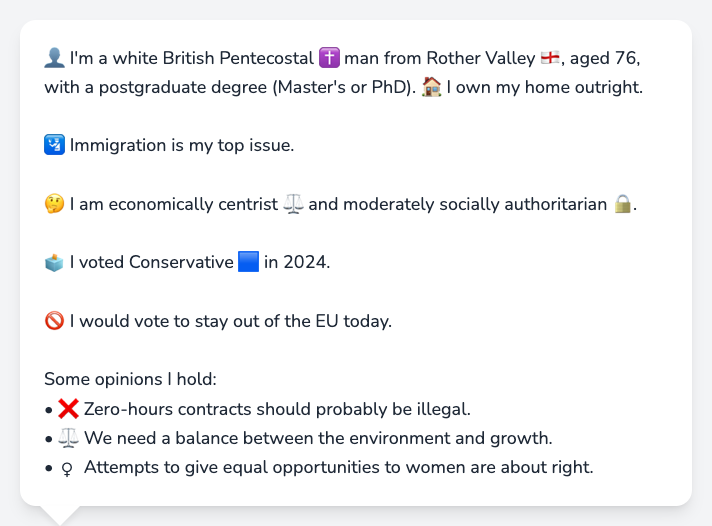 👤 I'm a white British Pentecostal ✝️ man from Rother Valley 🏴󠁧󠁢󠁥󠁮󠁧󠁿, aged 76,
with a postgraduate degree (Master's or PhD). 🏠 I own my home outright.
🛂 Immigration is my top issue.
🤔 I am economically centrist ⚖️ and moderately socially authoritarian 🔒.
🗳️ I voted Conservative 🟦 in 2024.
🚫 I would vote to stay out of the EU today.
Some opinions I hold:
• ❌ Zero-hours contracts should probably be illegal.
• ⚖️ We need a balance between the environment and growth.
• ♀ Attempts to give equal opportunities to women are about right.